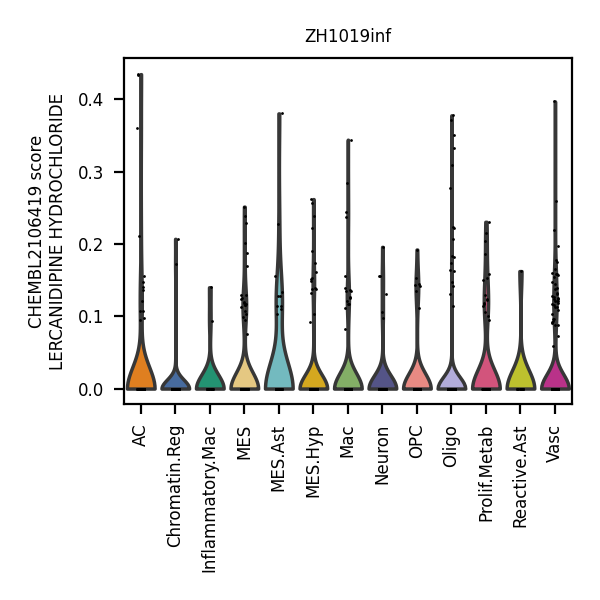 ZH1019inf
CHEMBL2106419 score
LERCANIDIPINE HYDROCHLORIDE
0.4
0.3
0.2
0.1
0.0
AC
Chromatin.Reg
Inflammatory.Mac
MES
MES.Ast
MES.Hyp
Mac
Neuron
OPC
Oligo
Prolif.Metab
Reactive.Ast
Vasc